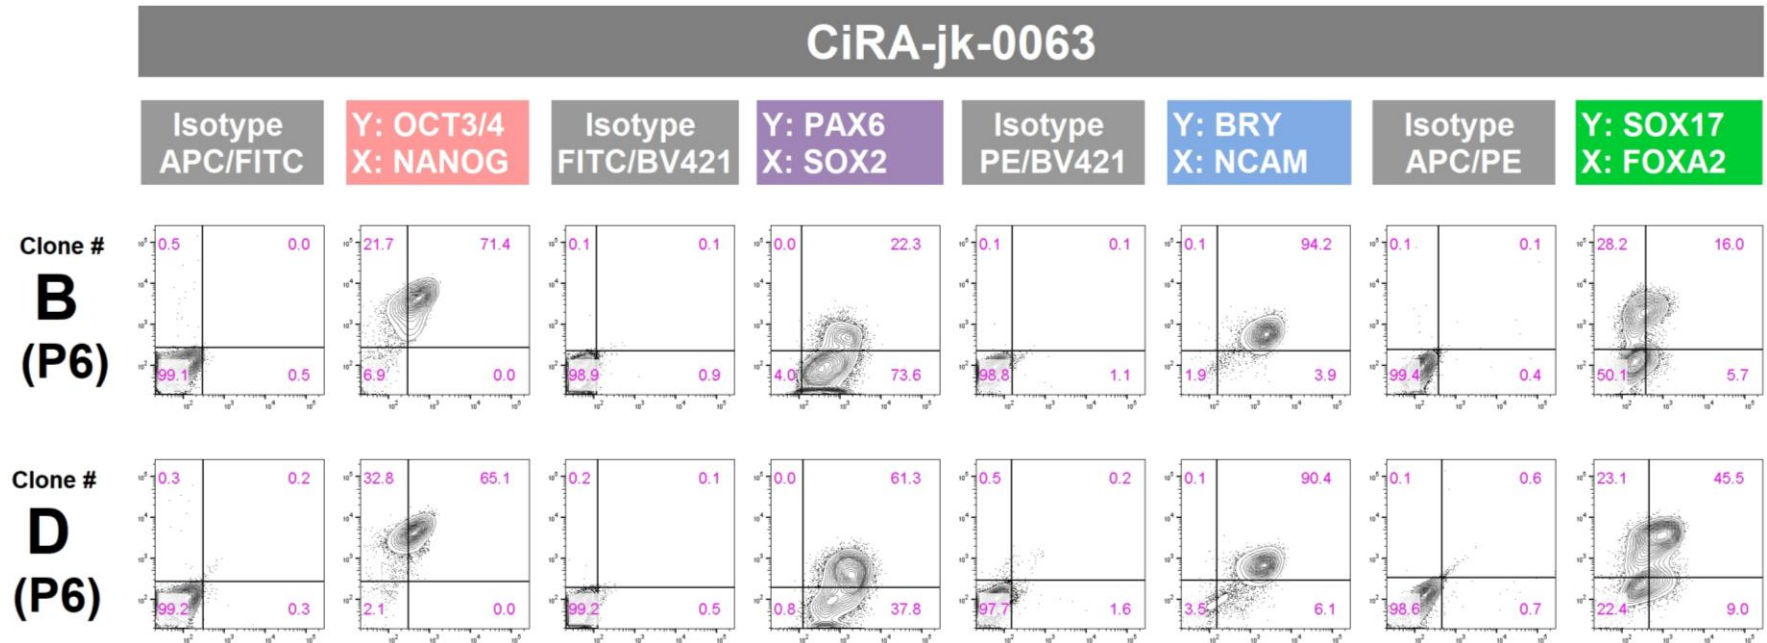 CiRA-jk-0063
Isotype
APC/FITC
Y: OCT3/4
X: NANOG
Isotype
FITC/BV421
Y: PAX6
X: SOX2
Isotype
PE/BV421
Y: BRY
X: NCAM
Isotype
APC/PE
Y: SOX17
X: FOXA2
Clone #
B
(P6)
0.5 0.0
99.1 0.5
21.7 71.4
6.9 0.0
0.1 0.1
98.9 0.9
0.0 22.3
4.0 73.6
0.1 0.1
98.8 1.1
0.1 94.2
1.9 3.9
0.1 0.1
99.4 0.4
28.2 16.0
50.1 5.7
Clone #
D
(P6)
0.3 0.2
99.2 0.3
32.8 65.1
2.1 0.0
0.2 0.1
99.2 0.5
0.0 61.3
0.8 37.8
0.5 0.2
97.7 1.6
0.1 90.4
3.5 6.1
0.1 0.6
98.6 0.7
23.1 45.5
22.4 9.0